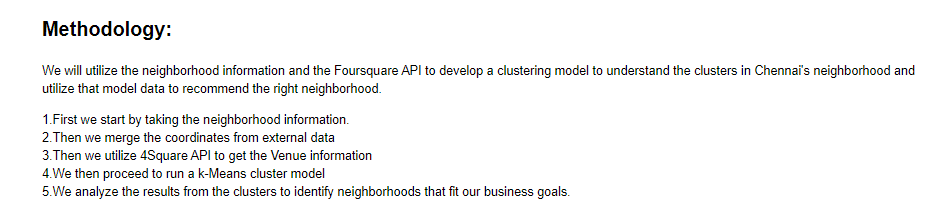 Methodology:
We will utilize the neighborhood information and the Foursquare API to develop a clustering model to understand the clusters in Chennai's neighborhood and
utilize that model data to recommend the right neighborhood.
1.First we start by taking the neighborhood information.
2.Then we merge the coordinates from external data
3.Then we utilize 4Square API to get the Venue information
4.We then proceed to run a k-Means cluster model
5.We analyze the results from the clusters to identify neighborhoods that fit our business goals.